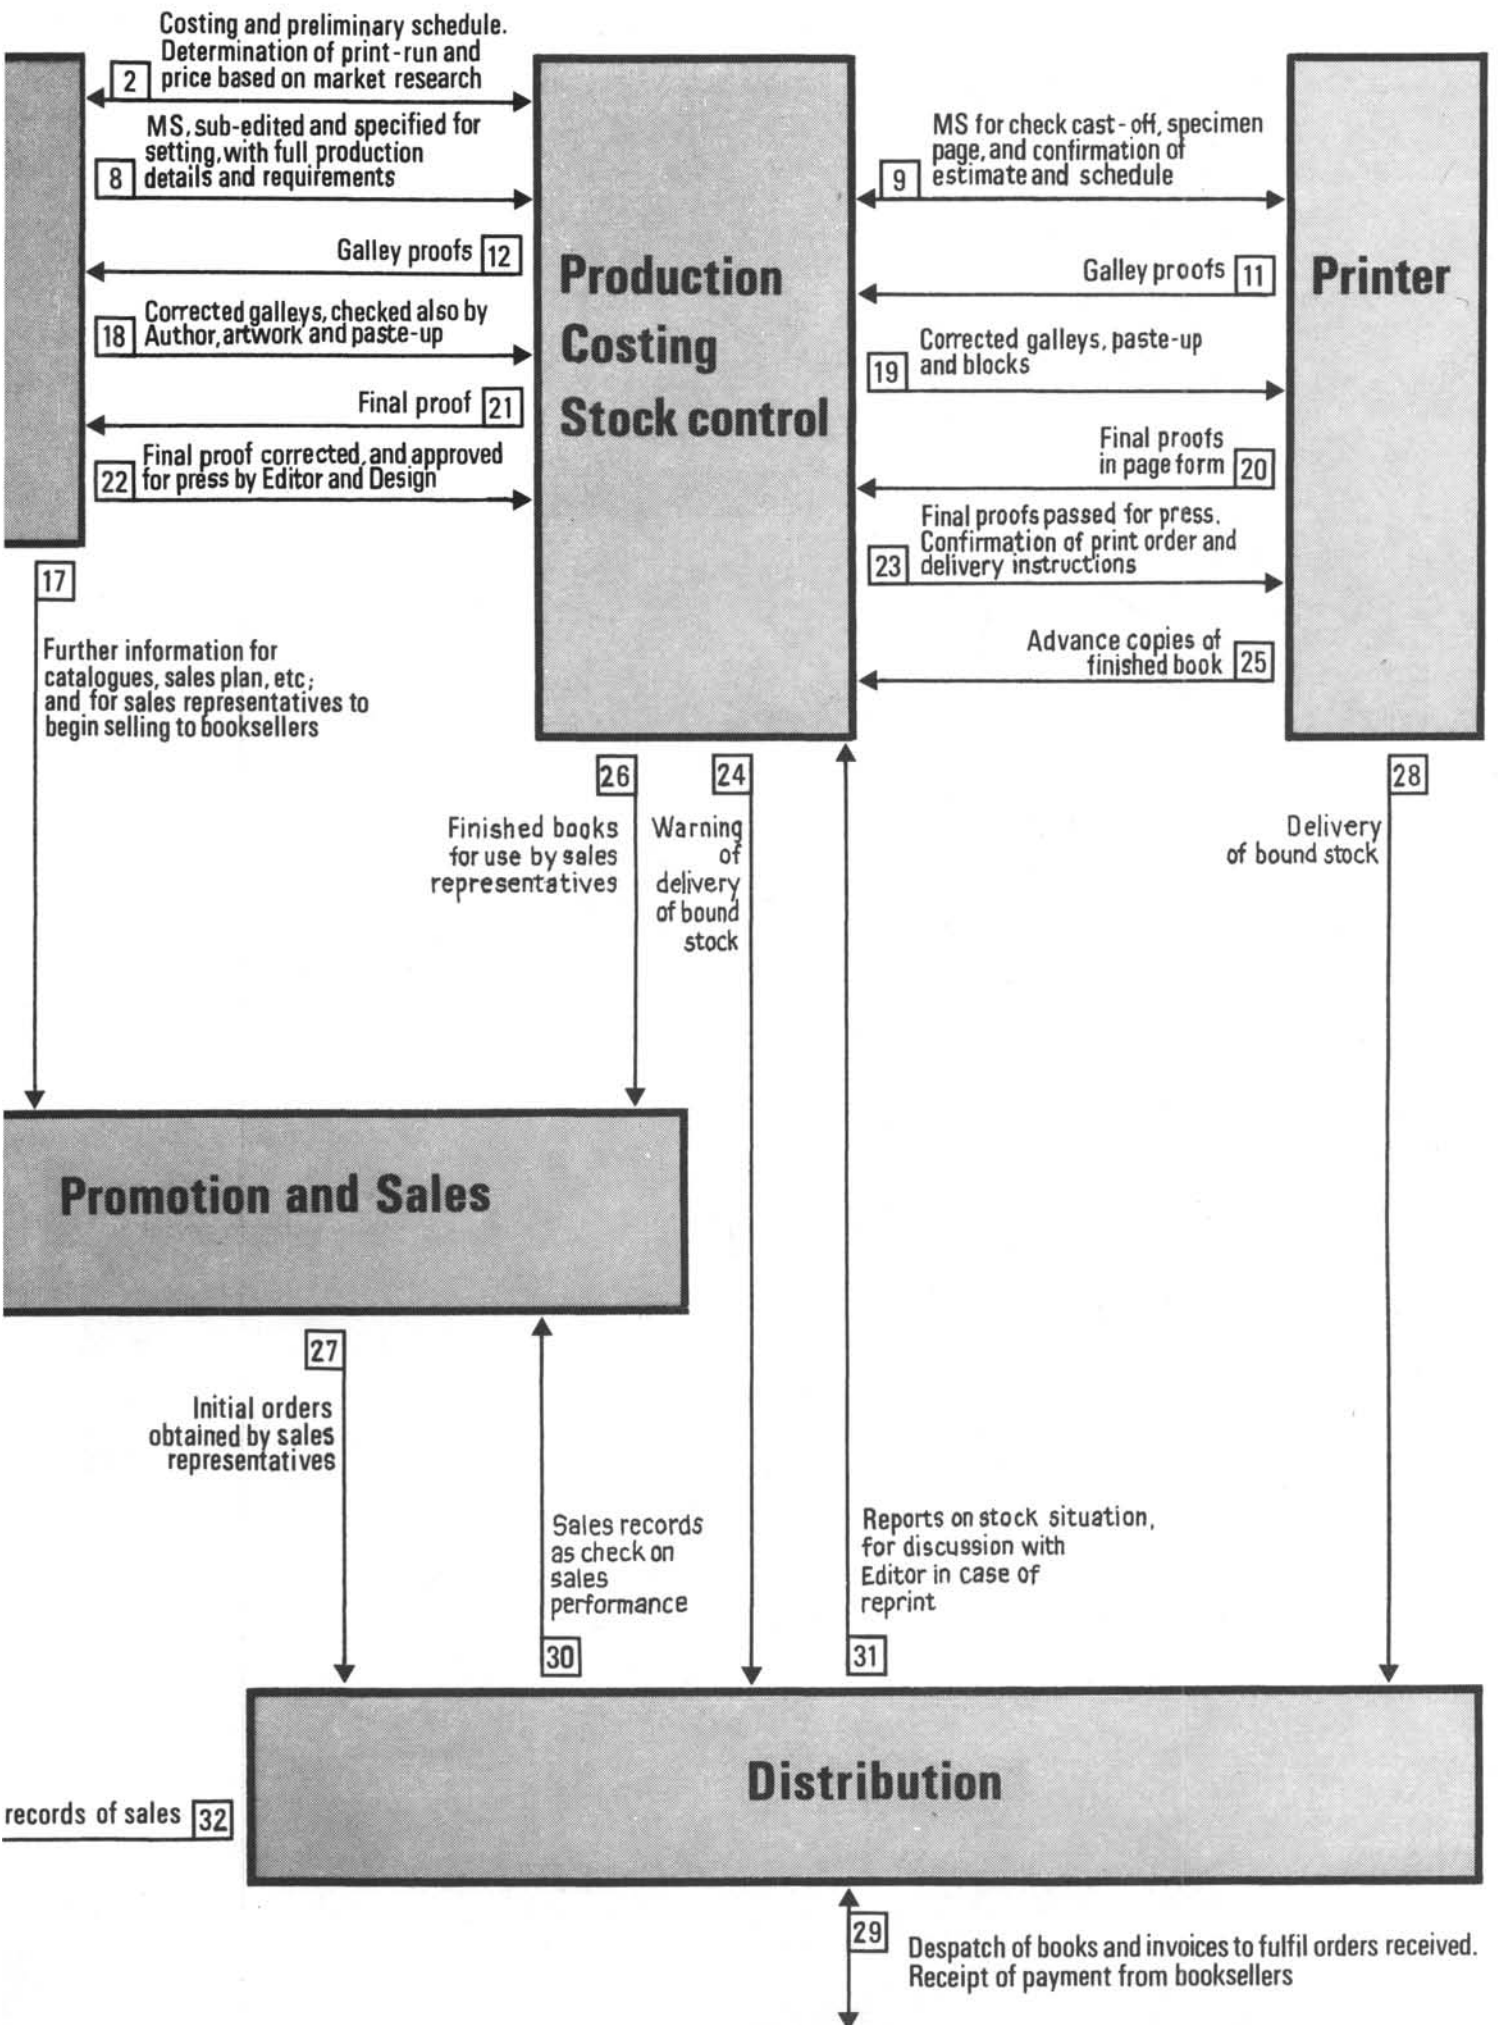 Costing and preliminary schedule.
Determination of print-run and
2 price based on market research
MS, sub-edited and specified for
setting, with full production
8 details and requirements
Galley proofs 12
Corrected galleys, checked also by
18 Author, artwork and paste-up
Final proof 21
Final proof corrected, and approved
22 for press by Editor and Design
Production
Costing
Stock control
MS for check cast-off, specimen
page, and confirmation of
9 estimate and schedule
Galley proofs 11
Corrected galleys, paste-up
19 and blocks
Final proofs
in page form 20
Final proofs passed for press.
Confirmation of print order and
23 delivery instructions
Advance copies of
finished book 25
Printer
17
Further information for
catalogues, sales plan, etc;
and for sales representatives to
begin selling to booksellers
26
Finished books
for use by sales
representatives
24
Warning
of
delivery
of bound
stock
28
Delivery
of bound stock
Promotion and Sales
27
Initial orders
obtained by sales
representatives
Sales records
as check on
sales
performance
30
Reports on stock situation,
for discussion with
Editor in case of
reprint
31
Distribution
records of sales 32
29
Despatch of books and invoices to fulfil orders received.
Receipt of payment from booksellers